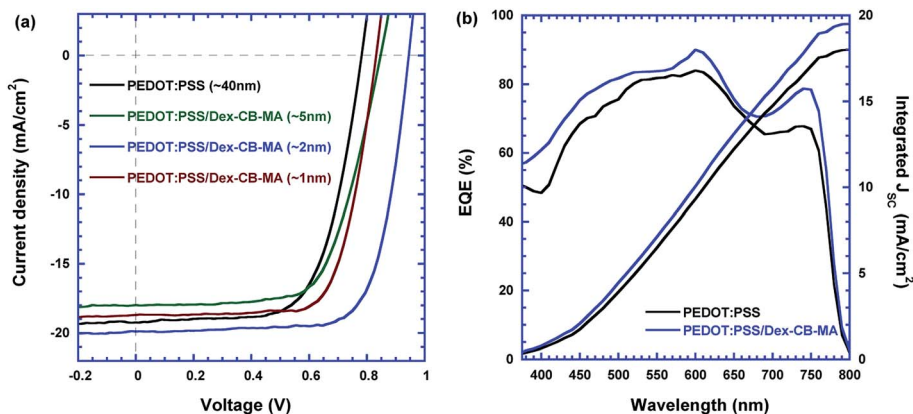 (a)
0
-5
-10
-15
-20
Current density (mA/cm²)
PEDOT:PSS (~40nm)
PEDOT:PSS/Dex-CB-MA (~5nm)
PEDOT:PSS/Dex-CB-MA (~2nm)
PEDOT:PSS/Dex-CB-MA (~1nm)
-0.2 0 0.2 0.4 0.6 0.8 1
Voltage (V)
(b)
100
80
60
40
20
0
EQE (%)
20
15
10
5
0
Integrated J_SC (mA/cm²)
PEDOT:PSS
PEDOT:PSS/Dex-CB-MA
400 450 500 550 600 650 700 750 800
Wavelength (nm)